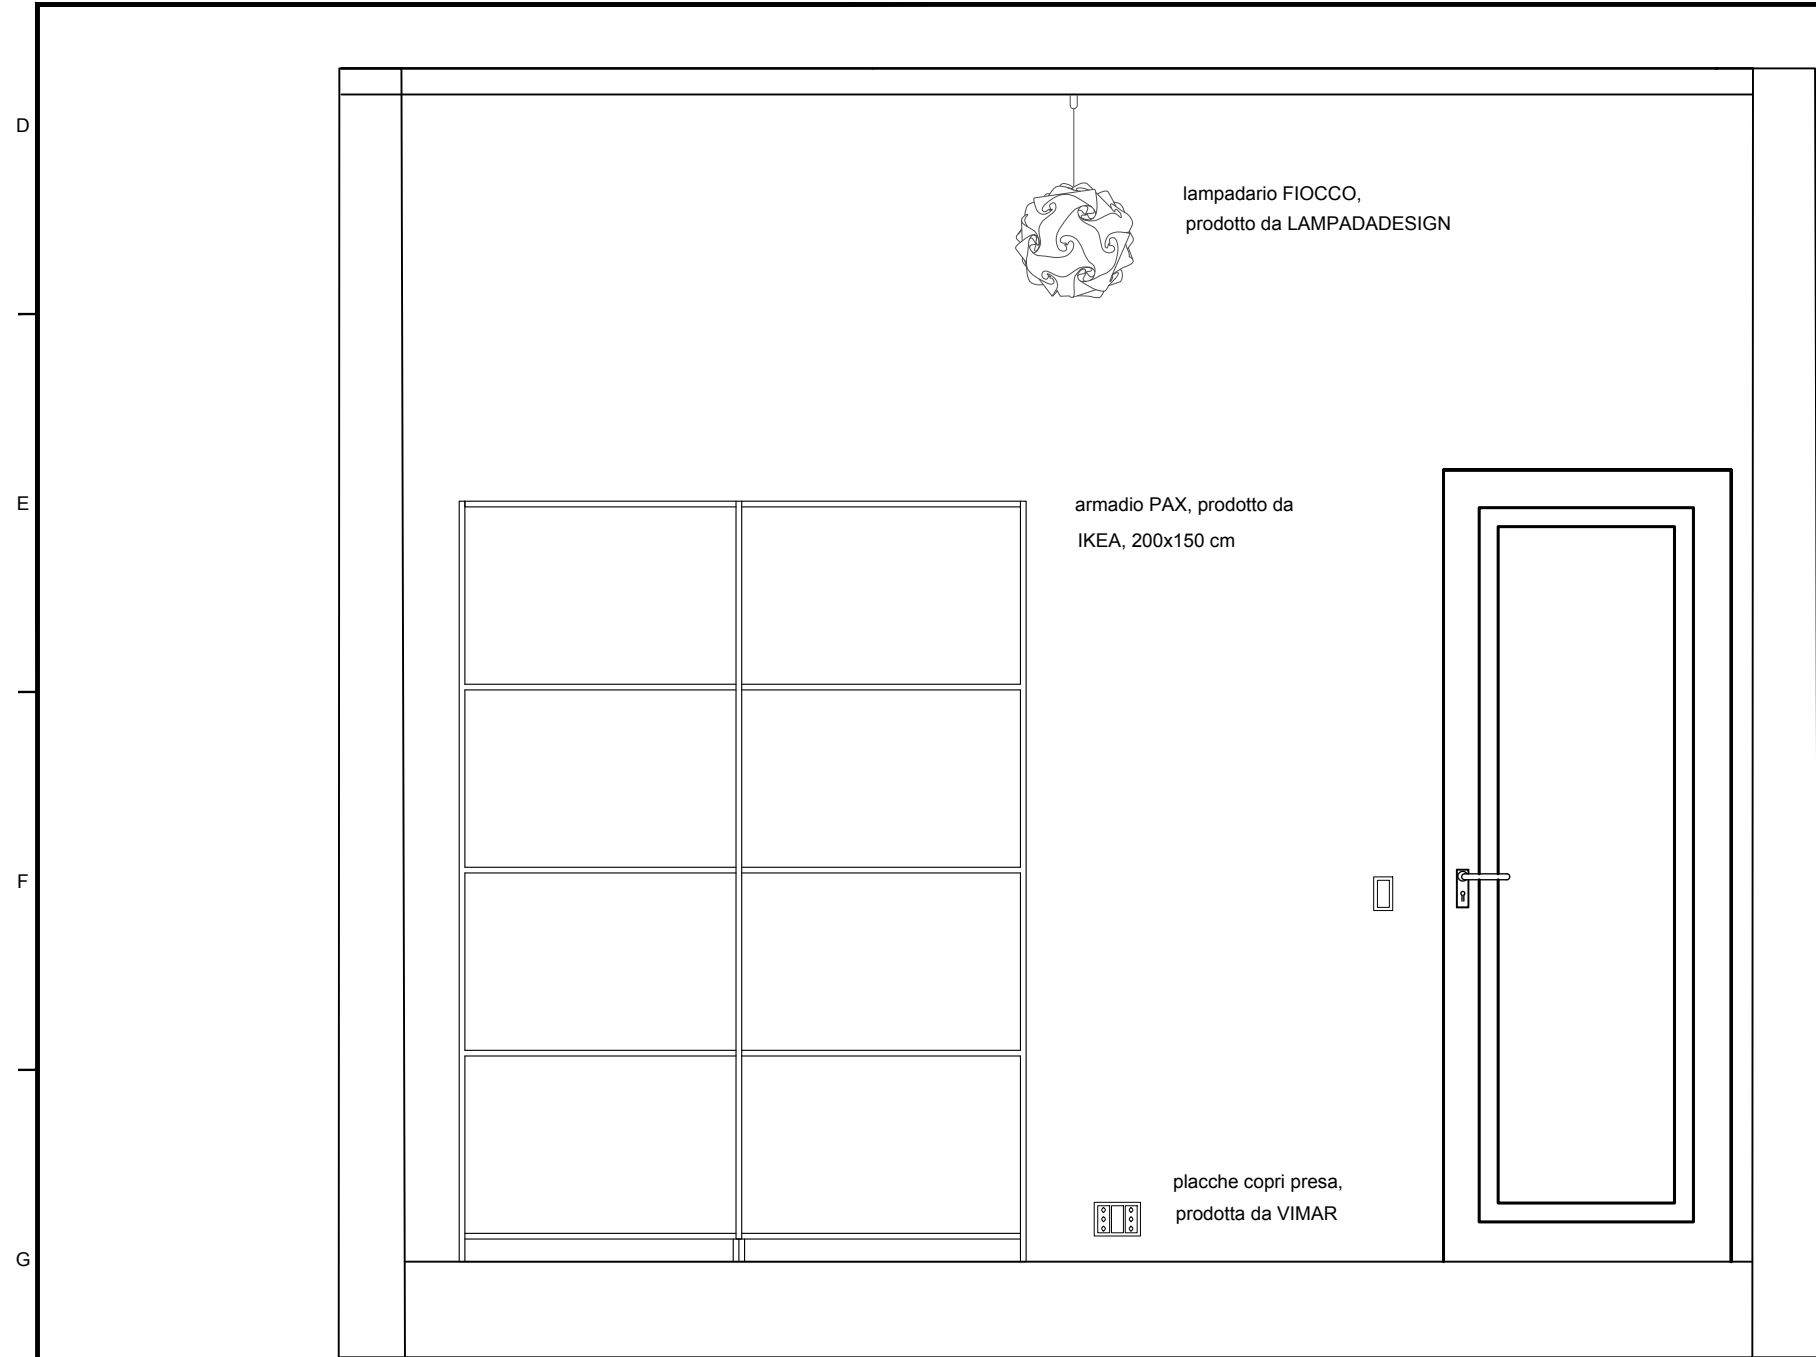 D
lampadario FIOCCO,
prodotto da LAMPADADESIGN
E
armadio PAX, prodotto da
IKEA, 200x150 cm
F
placche copri presa,
prodotta da VIMAR
G